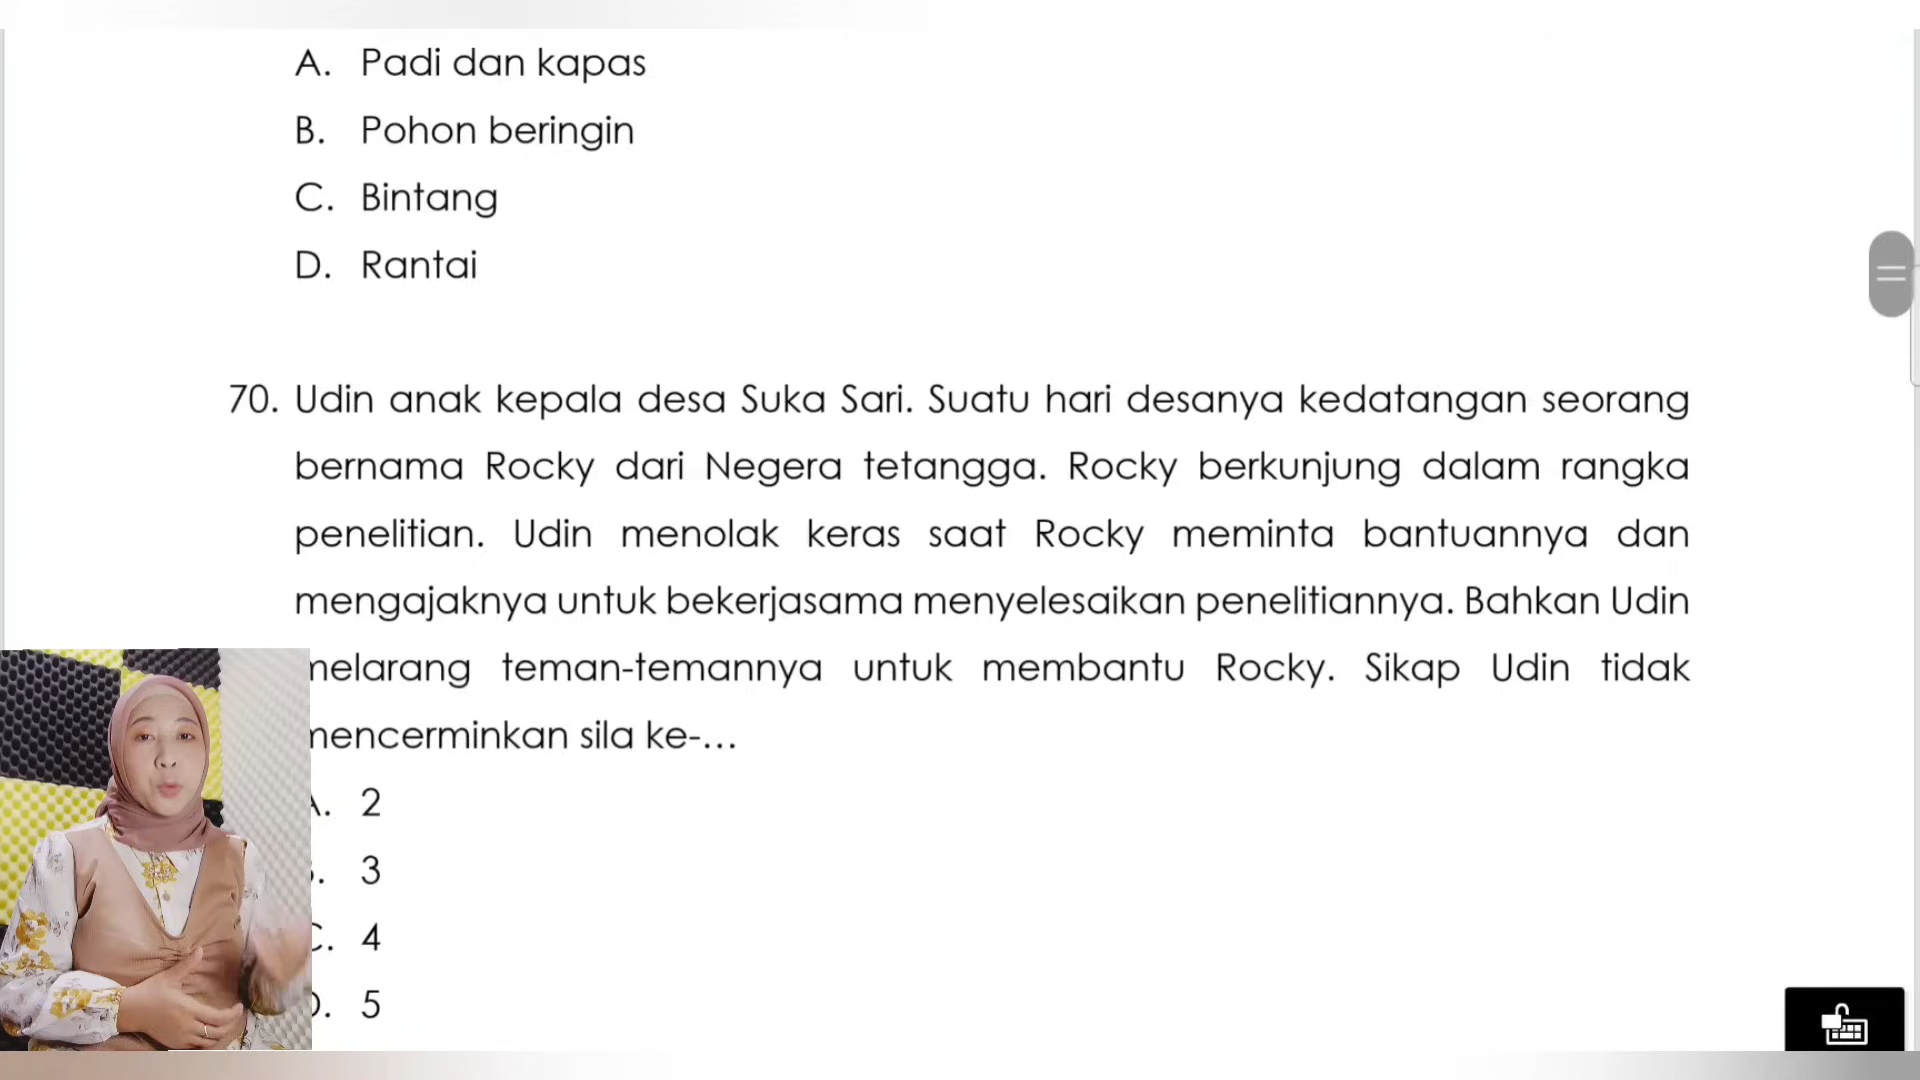 A. Padi dan kapas
B. Pohon beringin
C. Bintang
D. Rantai
70. Udin anak kepala desa Suka Sari. Suatu hari desanya kedatangan seorang
bernama Rocky dari Negera tetangga. Rocky berkunjung dalam rangka
penelitian. Udin menolak keras saat Rocky meminta bantuannya dan
mengajaknya untuk bekerjasama menyelesaikan penelitiannya. Bahkan Udin
melarang teman-temannya untuk membantu Rocky. Sikap Udin tidak
mencerminkan sila ke-...
A. 2
B. 3
C. 4
D. 5